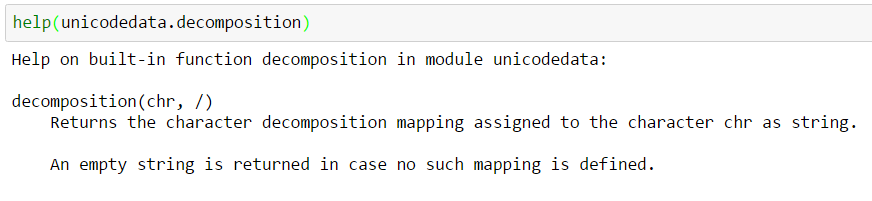 help(unicodedata.decomposition)
Help on built-in function decomposition in module unicodedata:
decomposition(chr, /)
Returns the character decomposition mapping assigned to the character chr as string.
An empty string is returned in case no such mapping is defined.